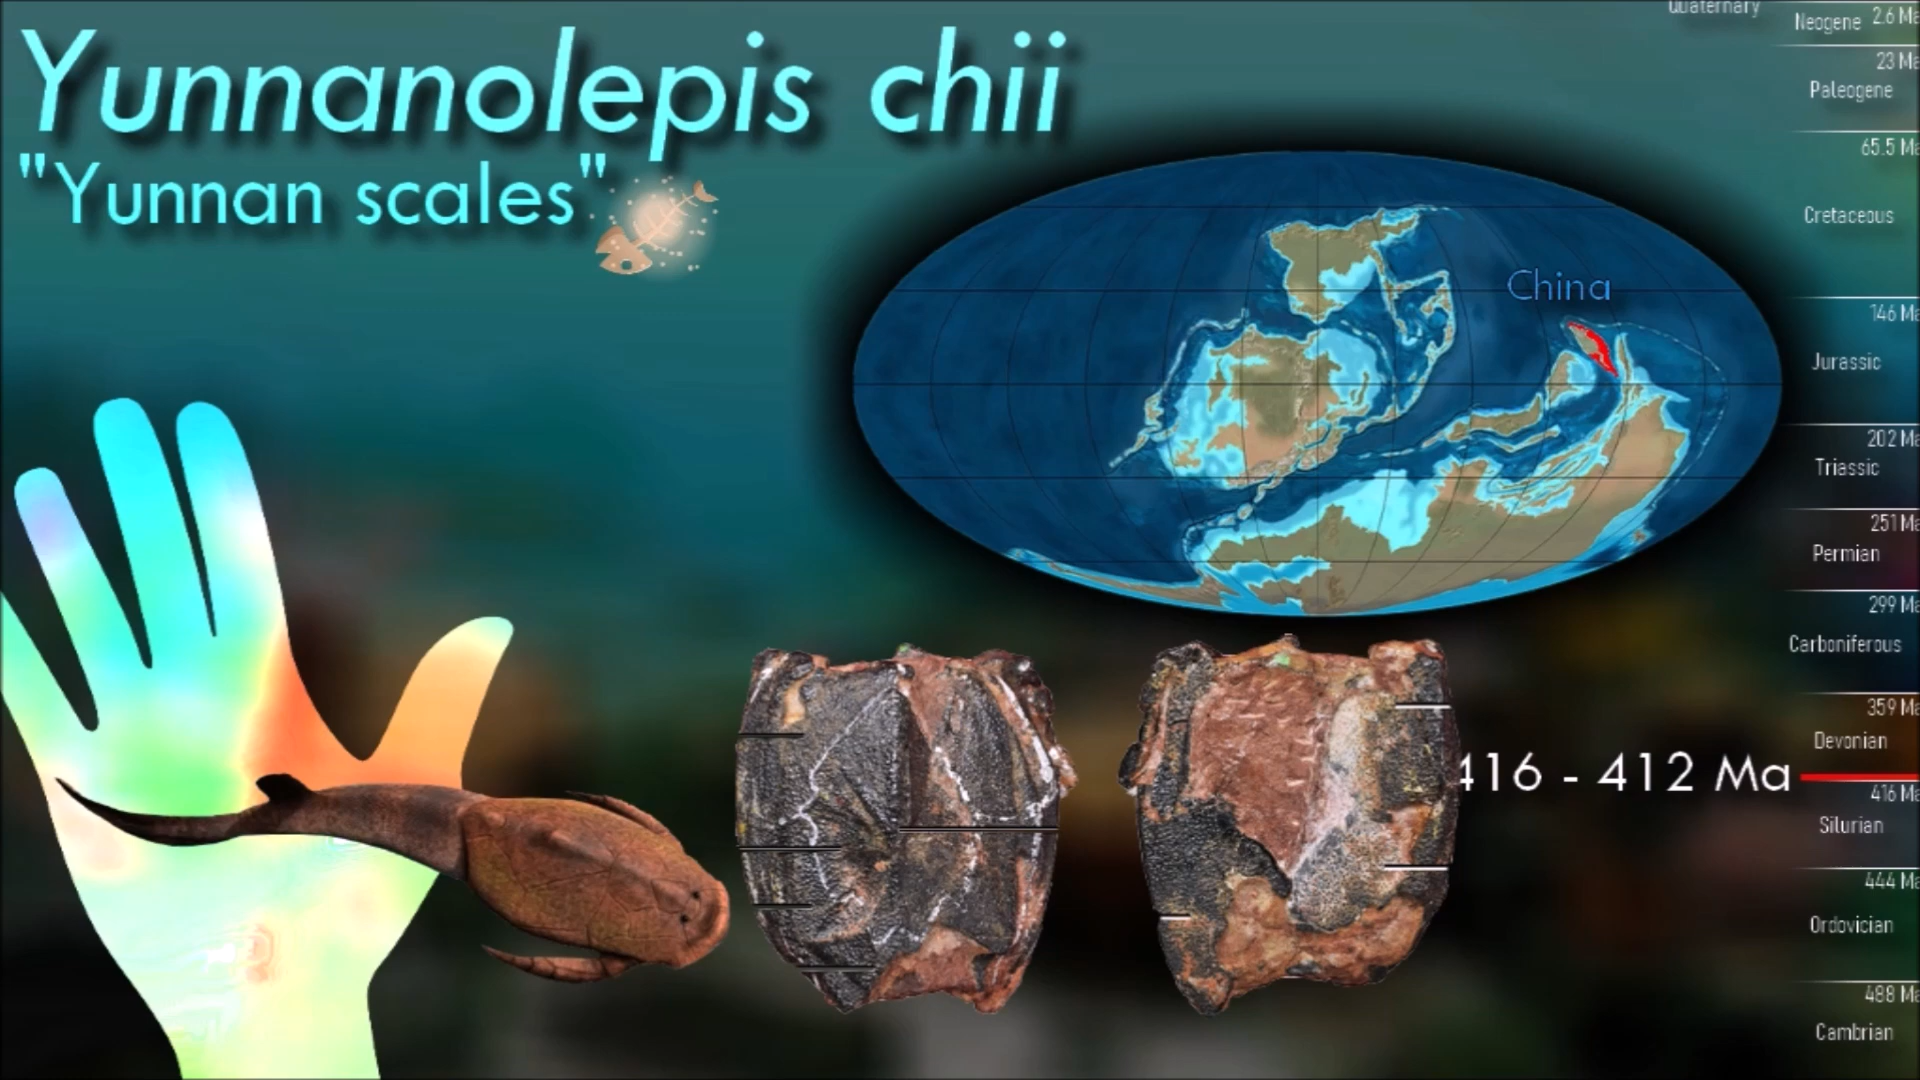 Yunnanolepis chii
"Yunnan scales"
China
416 - 412 Ma
Quaternary
2.6 Ma
Neogene
23 Ma
Paleogene
65.5 Ma
Cretaceous
146 Ma
Jurassic
202 Ma
Triassic
251 Ma
Permian
299 Ma
Carboniferous
359 Ma
Devonian
416 Ma
Silurian
444 Ma
Ordovician
488 Ma
Cambrian